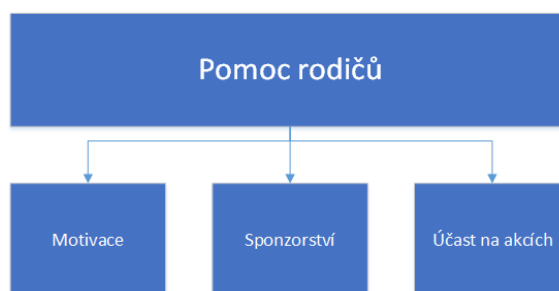 Pomoc rodičů
Motivace
Sponzorství
Účast na akcích